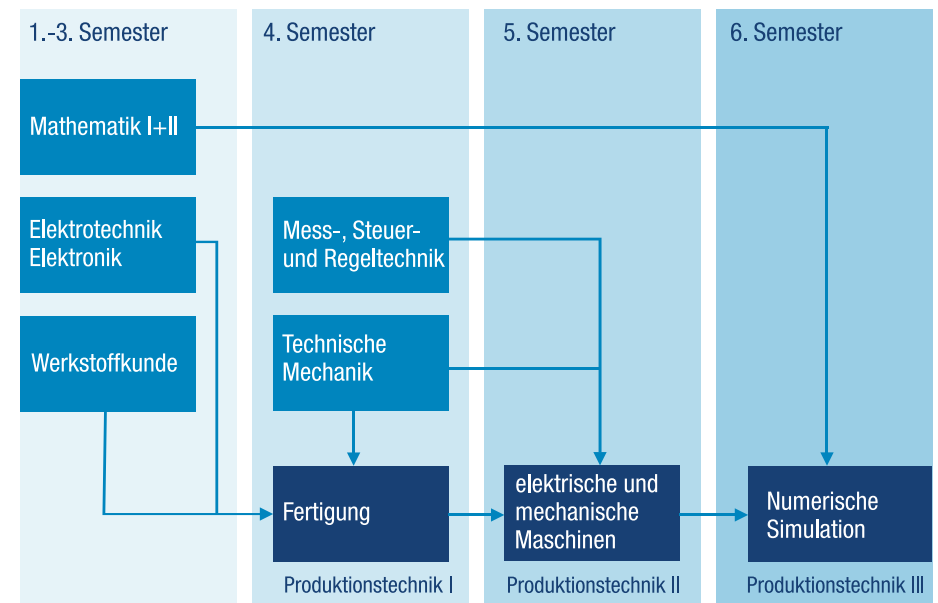 1.-3. Semester
4. Semester
5. Semester
6. Semester
Mathematik I+II
Elektrotechnik
Elektronik
Mess-, Steuer-
und Regeltechnik
Werkstoffkunde
Technische
Mechanik
Fertigung
elektrische und
mechanische
Maschinen
Numerische
Simulation
Produktionstechnik I
Produktionstechnik II
Produktionstechnik III